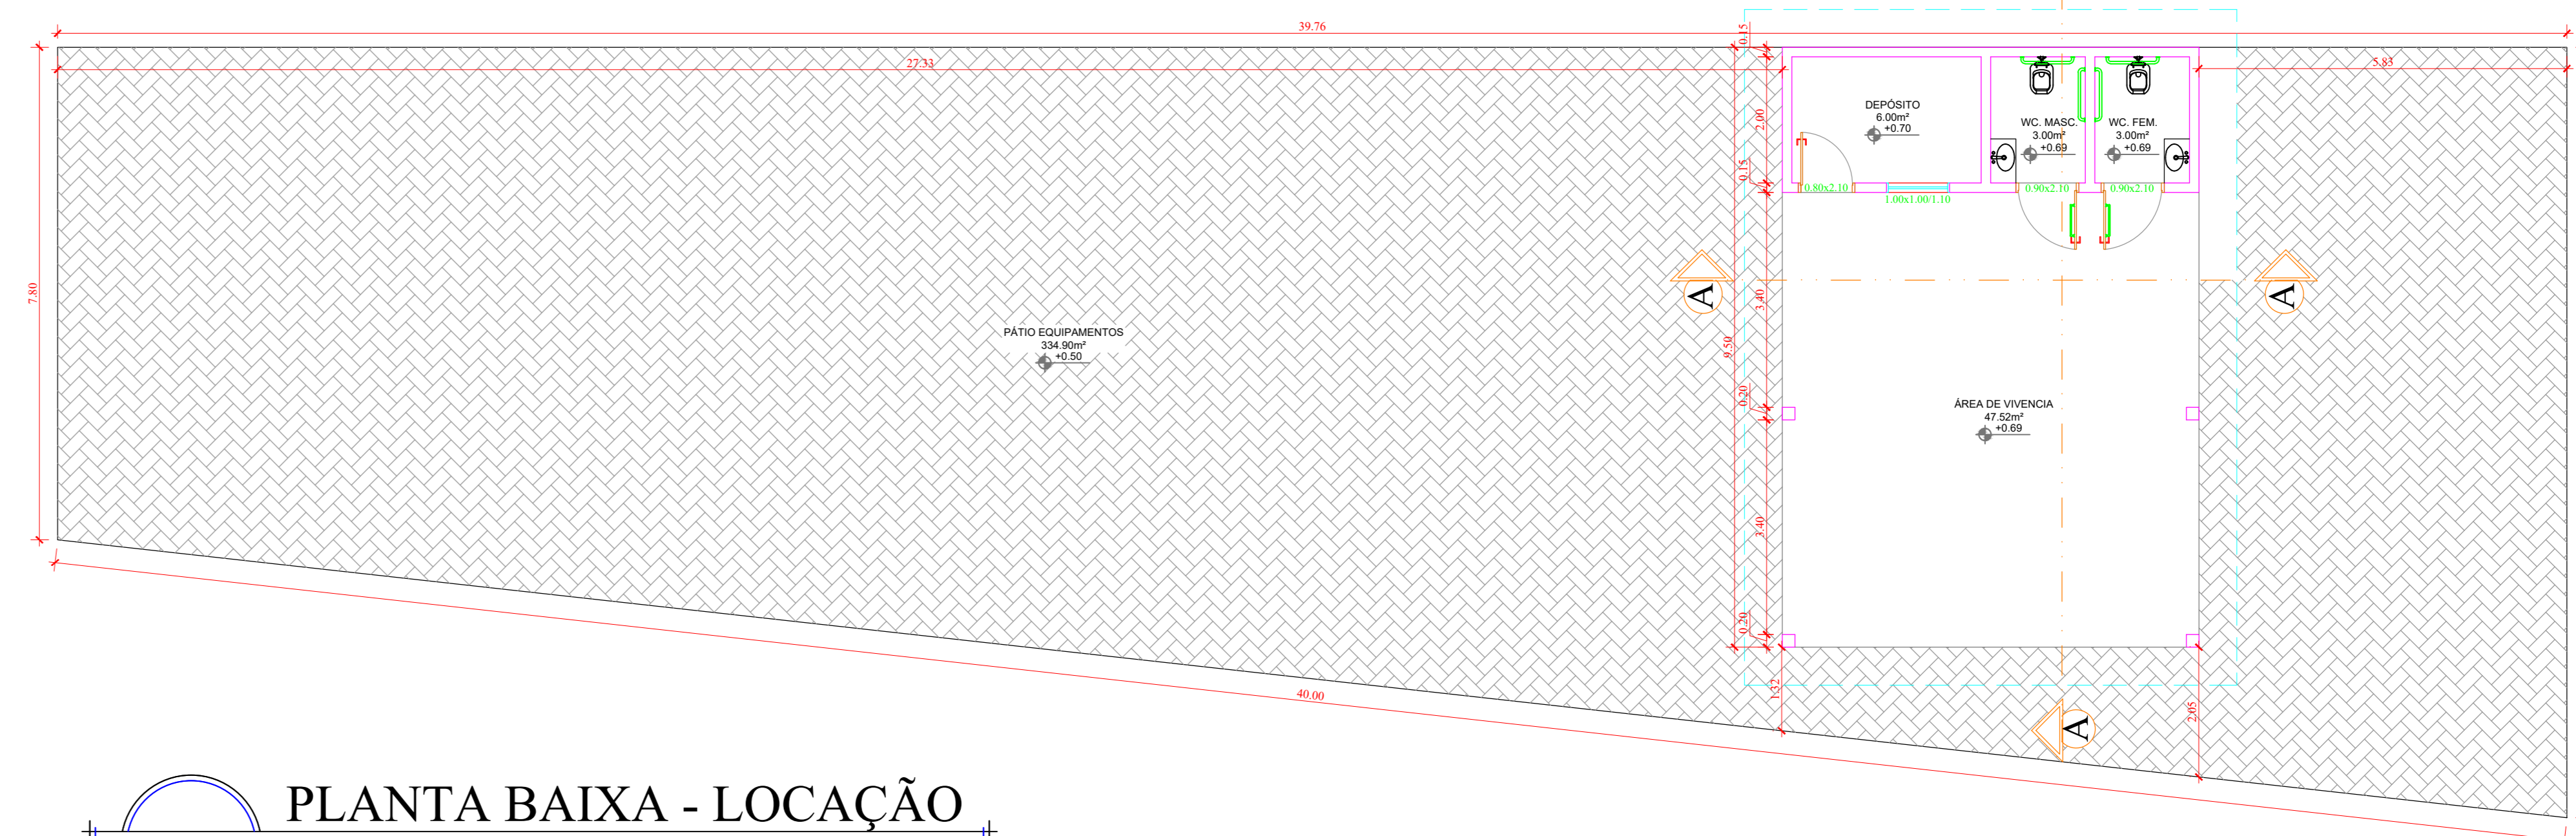 39.76
0.15
27.33
5.83
DEPÓSITO
6.00m²
+0.70
WC. MASC.
3.00m²
+0.69
WC. FEM.
3.00m²
+0.69
2.00
0.15
0.80x2.10
1.00x1.00/1.10
0.90x2.10
0.90x2.10
7.80
A
A
3.40
PÁTIO EQUIPAMENTOS
334.90m²
+0.50
9.50
0.20
ÁREA DE VIVENCIA
47.52m²
+0.69
3.40
0.20
1.32
40.00
2.05
A
PLANTA BAIXA - LOCAÇÃO